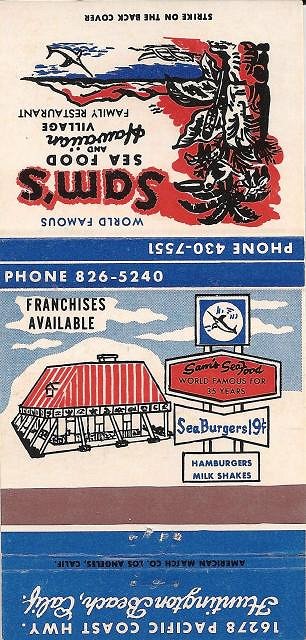 STRIKE ON THE BACK COVER
WORLD FAMOUS
Sam's
SEA FOOD
AND
Hawaiian
VILLAGE
FAMILY RESTAURANT
PHONE 430-7551
PHONE 826-5240
FRANCHISES
AVAILABLE
Sam's Seafood
WORLD FAMOUS FOR
35 YEARS
SeaBurgers 19¢
HAMBURGERS
MILK SHAKES
AMERICAN MATCH CO. LOS ANGELES, CALIF.
16278 PACIFIC COAST HWY.
Huntington Beach, Calif.